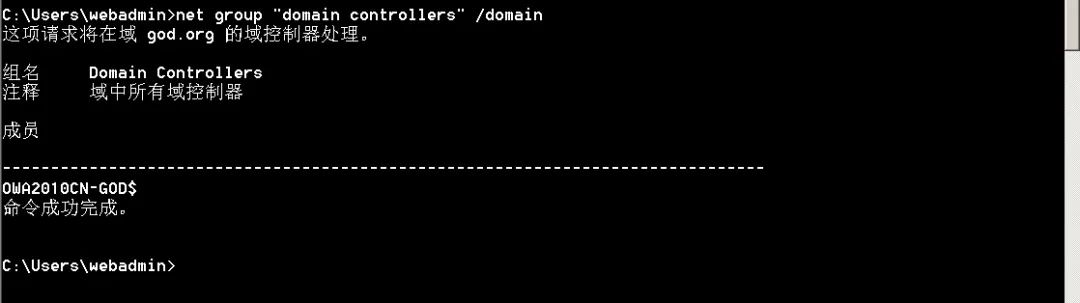 C:\Users\webadmin>net group "domain controllers" /domain
这项请求将在域 god.org 的域控制器处理。
组名     Domain Controllers
注释     域中所有域控制器
成员
-------------------------------------------------------------------------------
OWA2010CN-GOD$
命令成功完成。
C:\Users\webadmin>